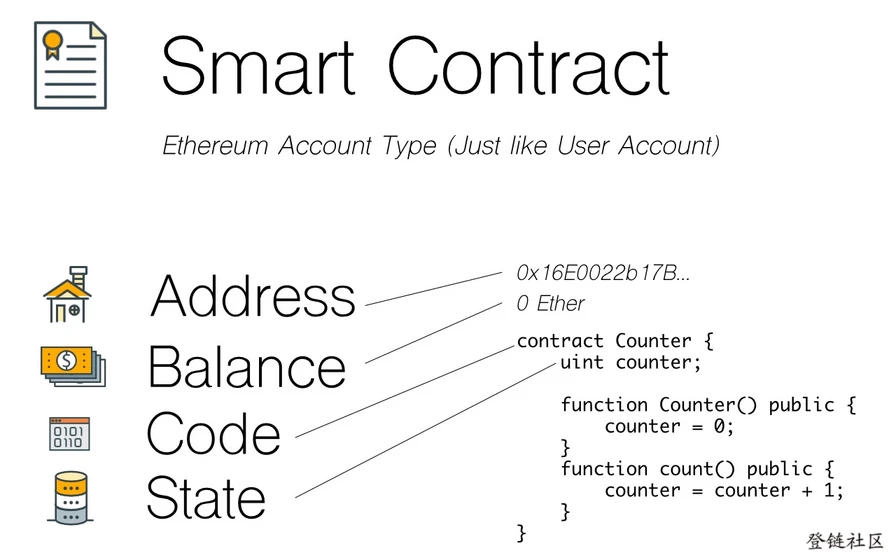 Smart Contract
Ethereum Account Type (Just like User Account)
Address
0x16E0022b17B...
Balance
0 Ether
Code
State
contract Counter {
    uint counter;
    function Counter() public {
        counter = 0;
    }
    function count() public {
        counter = counter + 1;
    }
}
$
0101
0110
登链社区